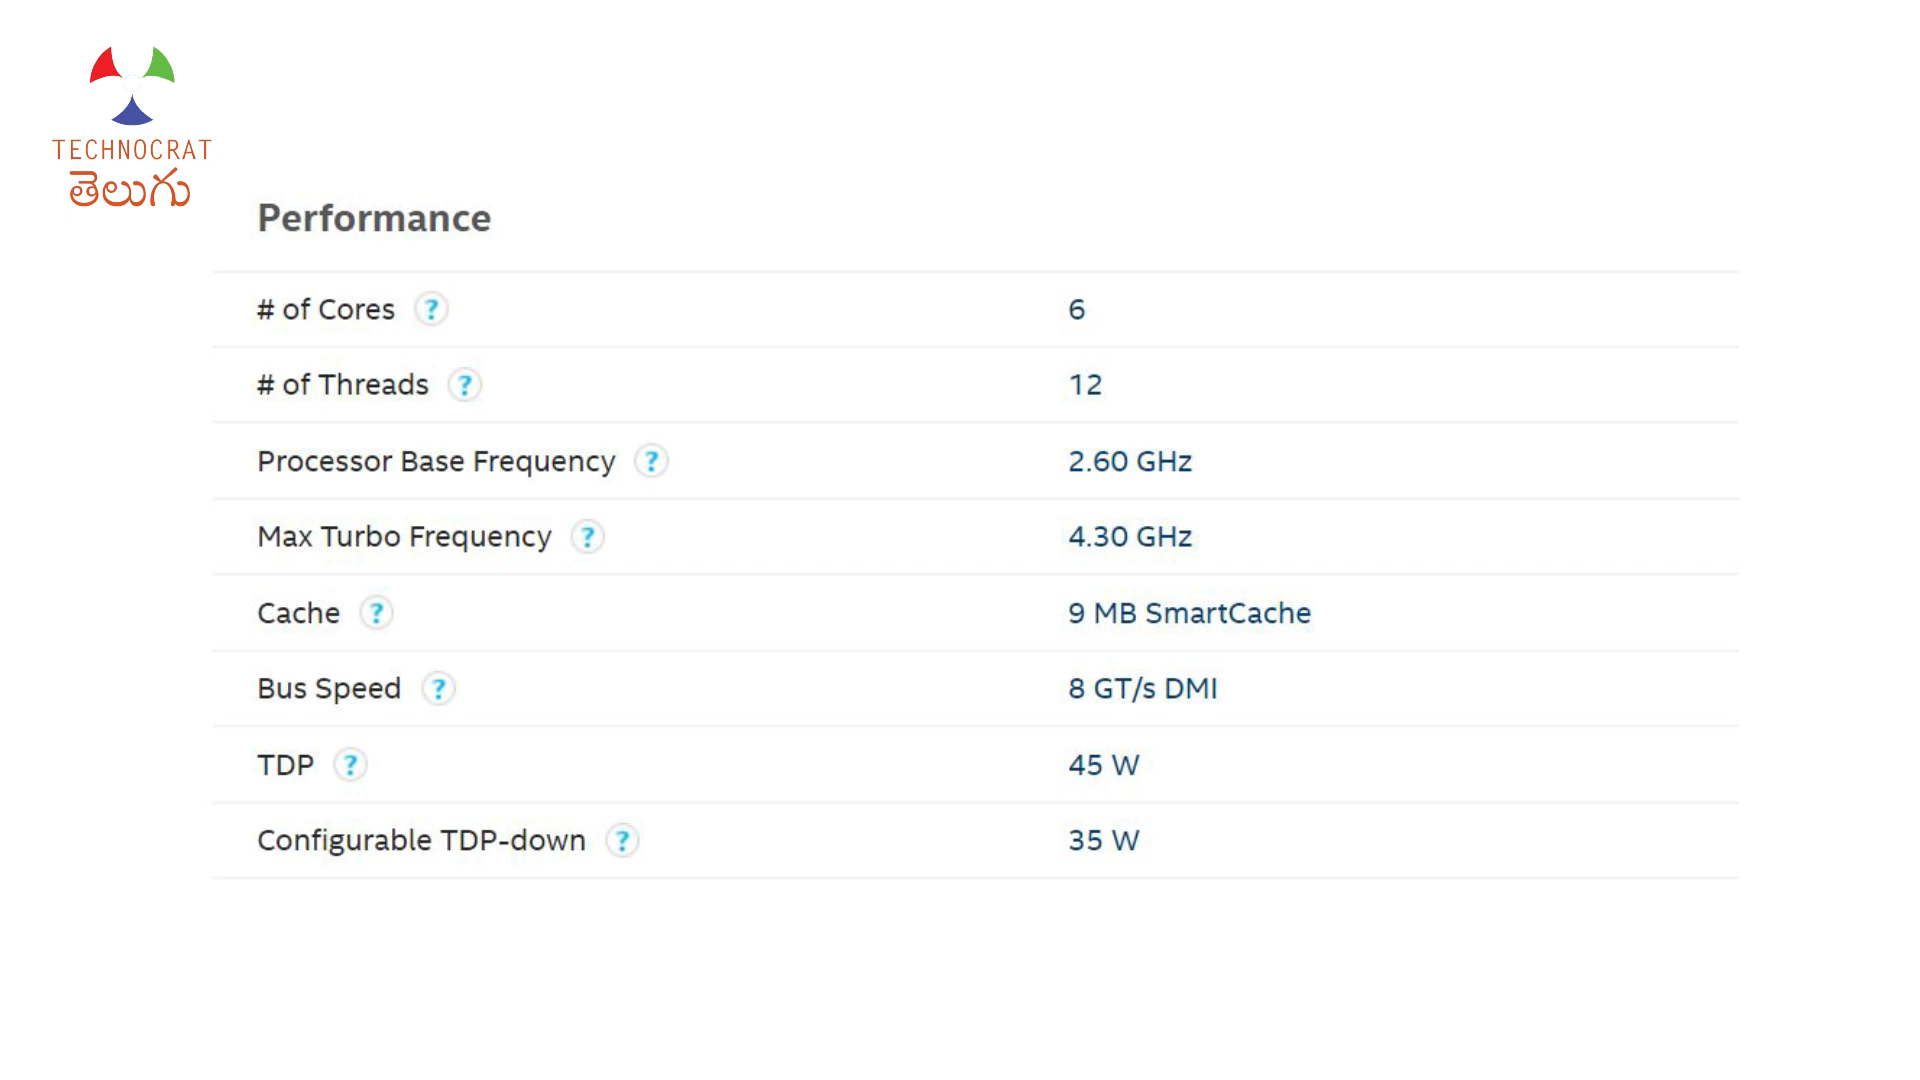 TECHNOCRAT
తెలుగు
Performance
# of Cores ? 6
# of Threads ? 12
Processor Base Frequency ? 2.60 GHz
Max Turbo Frequency ? 4.30 GHz
Cache ? 9 MB SmartCache
Bus Speed ? 8 GT/s DMI
TDP ? 45 W
Configurable TDP-down ? 35 W